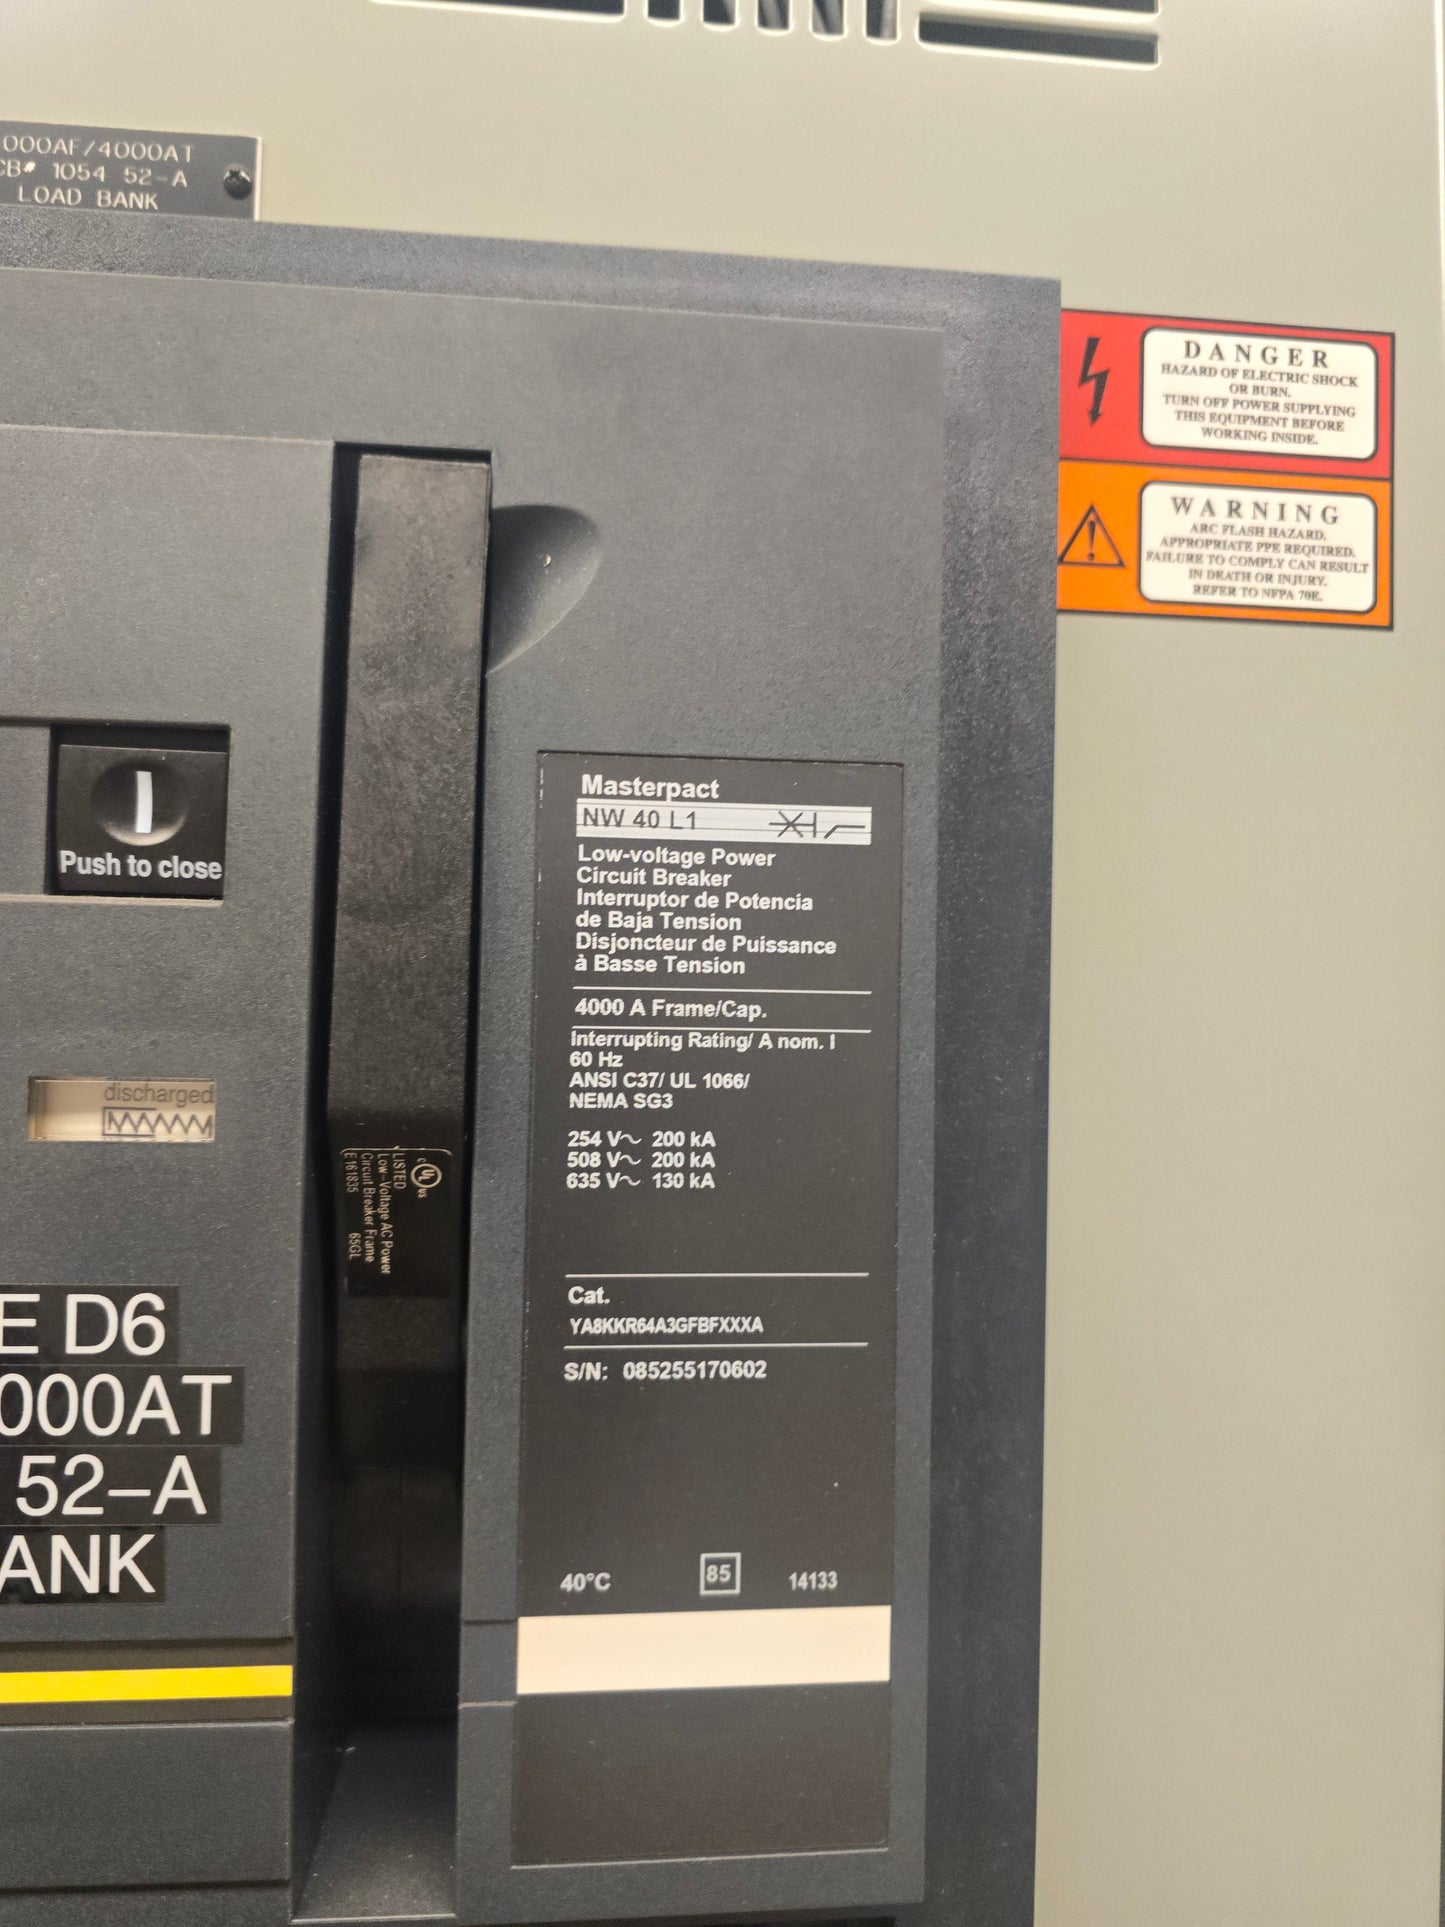 000AF/4000AT
CB# 1054 52-A
LOAD BANK
DANGER
HAZARD OF ELECTRIC SHOCK
OR BURN.
TURN OFF POWER SUPPLYING
THIS EQUIPMENT BEFORE
WORKING INSIDE.
WARNING
ARC FLASH HAZARD.
APPROPRIATE PPE REQUIRED.
FAILURE TO COMPLY CAN RESULT
IN DEATH OR INJURY.
REFER TO NFPA 70E.
Push to close
discharged
Masterpact
NW 40 L1
Low-voltage Power
Circuit Breaker
Interruptor de Potencia
de Baja Tension
Disjoncteur de Puissance
à Basse Tension
4000 A Frame/Cap.
Interrupting Rating/ A nom. I
60 Hz
ANSI C37/ UL 1066/
NEMA SG3
254 V~ 200 kA
508 V~ 200 kA
635 V~ 130 kA
Cat.
YA8KKR64A3GFBFXXXA
S/N: 085255170602
40°C 85 14133
c UL us
LISTED
Low-Voltage AC Power
Circuit Breaker Frame
E161835 65GL
E D6
000AT
52-A
ANK